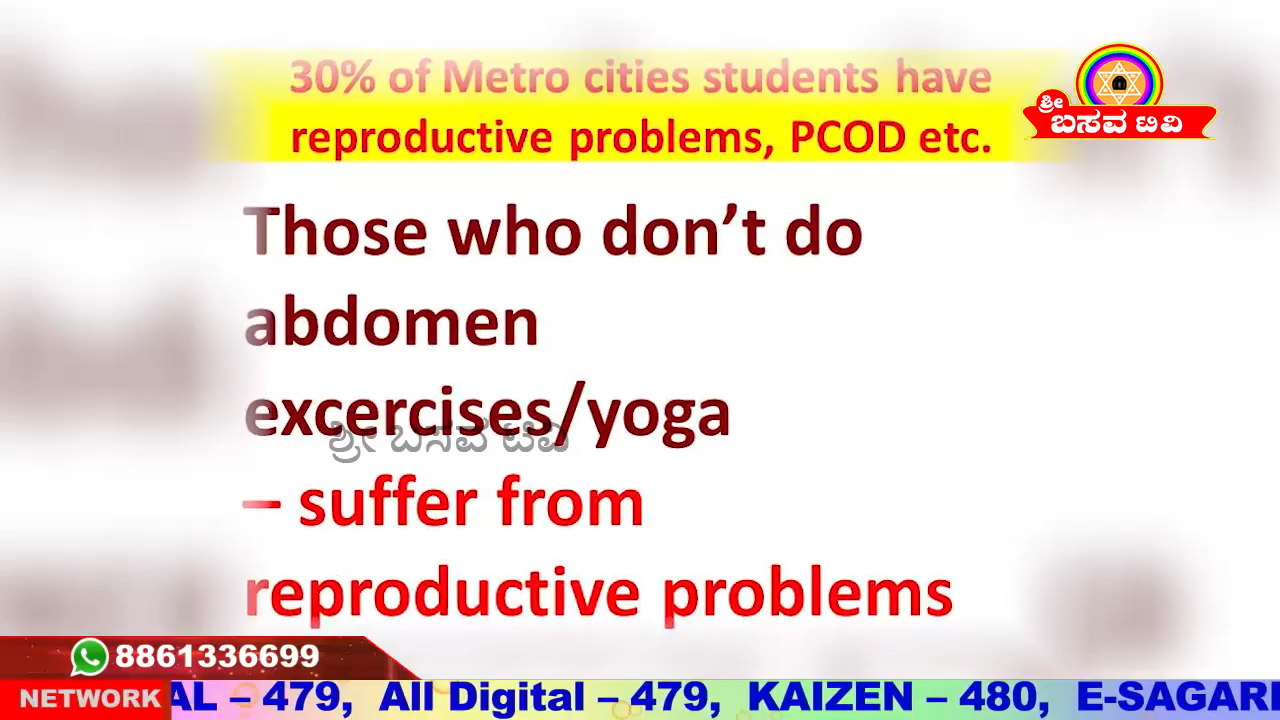 30% of Metro cities students have
reproductive problems, PCOD etc.
ಶ್ರೀ
ಬಸವ ಟಿವಿ
Those who don’t do
abdomen
excercises/yoga
ಶ್ರೀ ಬಸವ ಟಿವಿ
– suffer from
reproductive problems
8861336699
NETWORK AL – 479, All Digital – 479, KAIZEN – 480, E-SAGARI